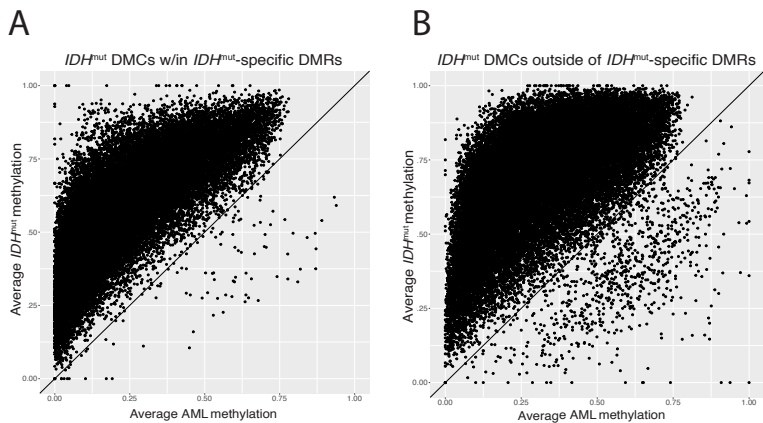 A
IDHmut DMCs w/in IDHmut-specific DMRs
1.00
.75
.50
.25
0.00
Average IDHmut methylation
0.00 0.25 0.50 0.75 1.00
Average AML methylation
B
IDHmut DMCs outside of IDHmut-specific DMRs
1.00
.75
.50
.25
0.00
Average IDHmut methylation
0.00 0.25 0.50 0.75 1.00
Average AML methylation